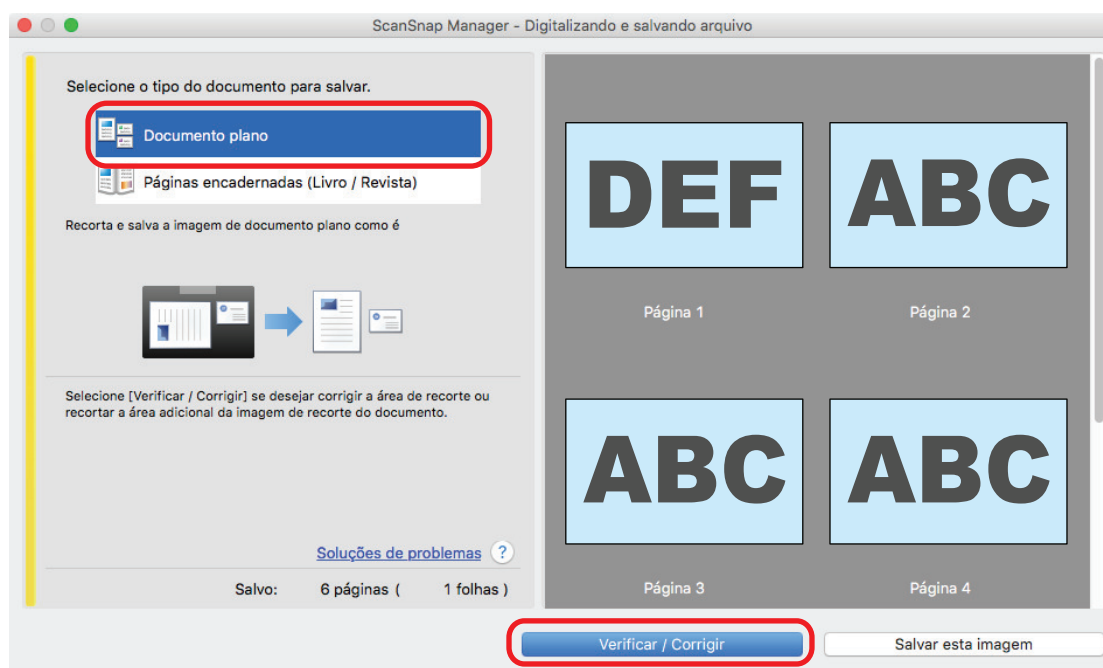 ScanSnap Manager - Digitalizando e salvando arquivo
Selecione o tipo do documento para salvar.
Documento plano
Páginas encadernadas (Livro / Revista)
Recorta e salva a imagem de documento plano como é
Selecione [Verificar / Corrigir] se desejar corrigir a área de recorte ou
recortar a área adicional da imagem de recorte do documento.
Soluções de problemas ?
Salvo: 6 páginas ( 1 folhas )
DEF ABC
Página 1 Página 2
ABC ABC
Página 3 Página 4
Verificar / Corrigir Salvar esta imagem